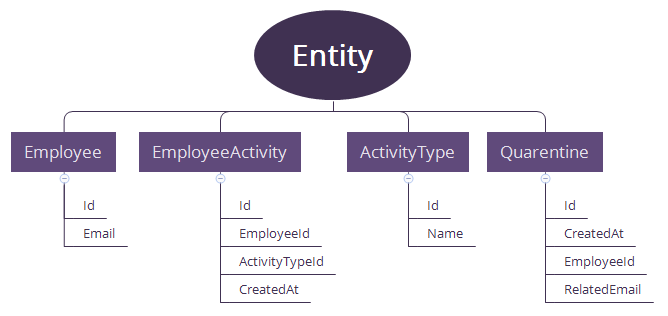 Entity
Employee
Id
Email
EmployeeActivity
Id
EmployeeId
ActivityTypeId
CreatedAt
ActivityType
Id
Name
Quarentine
Id
CreatedAt
EmployeeId
RelatedEmail